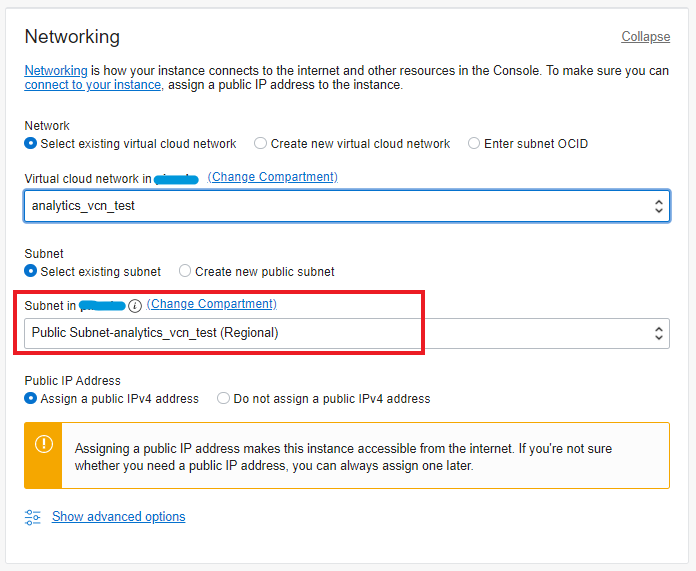 Networking
Collapse
Networking is how your instance connects to the internet and other resources in the Console. To make sure you can
connect to your instance, assign a public IP address to the instance.
Network
Select existing virtual cloud network
Create new virtual cloud network
Enter subnet OCID
Virtual cloud network in
(Change Compartment)
analytics_vcn_test
Subnet
Select existing subnet
Create new public subnet
Subnet in
(Change Compartment)
Public Subnet-analytics_vcn_test (Regional)
Public IP Address
Assign a public IPv4 address
Do not assign a public IPv4 address
Assigning a public IP address makes this instance accessible from the internet. If you're not sure
whether you need a public IP address, you can always assign one later.
Show advanced options